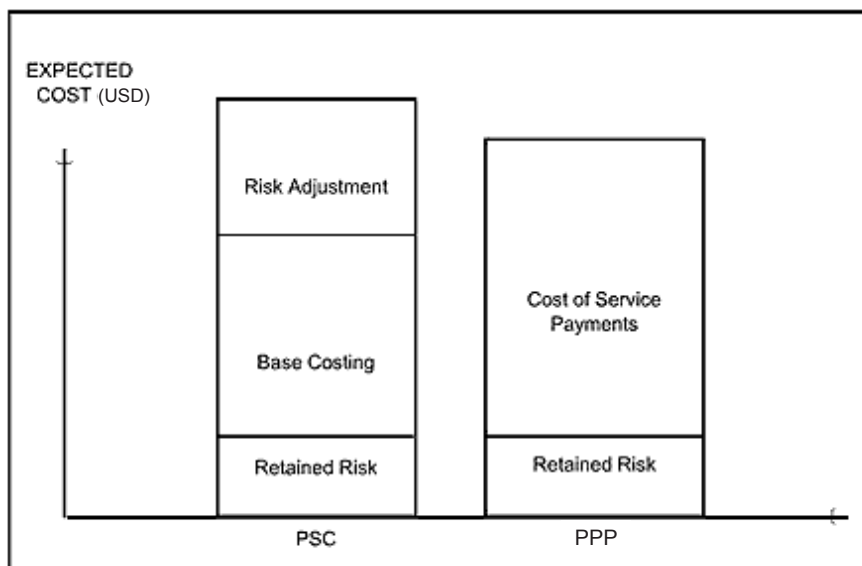 EXPECTED
COST (USD)
Risk Adjustment
Cost of Service
Payments
Base Costing
Retained Risk
Retained Risk
PSC
PPP